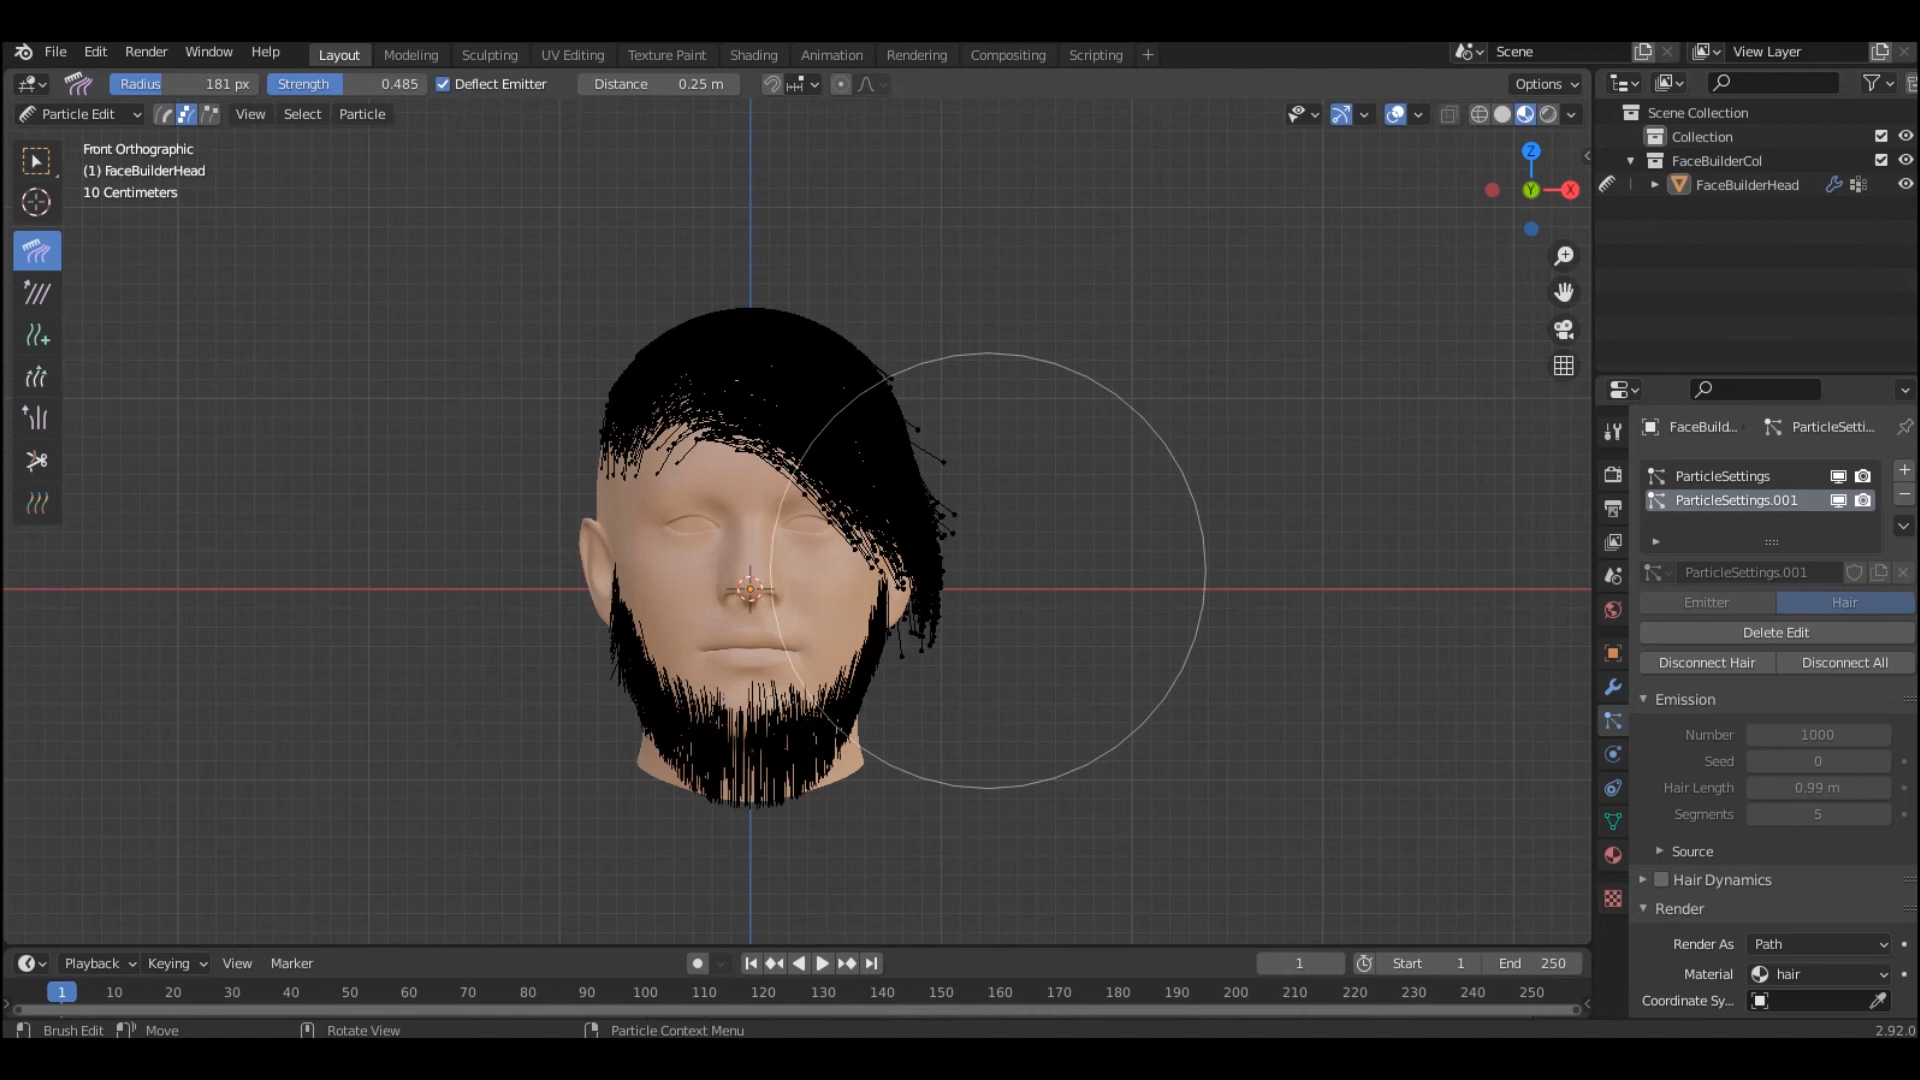 File Edit Render Window Help Layout Modeling Sculpting UV Editing Texture Paint Shading Animation Rendering Compositing Scripting + Scene View Layer
Radius 181 px Strength 0.485 Deflect Emitter Distance 0.25 m Options
Particle Edit View Select Particle
Front Orthographic
(1) FaceBuilderHead
10 Centimeters
Z
Y
X
Scene Collection
Collection
FaceBuilderCol
FaceBuilderHead
FaceBuild... ParticleSetti...
ParticleSettings
ParticleSettings.001
ParticleSettings.001
Emitter Hair
Delete Edit
Disconnect Hair Disconnect All
Emission
Number 1000
Seed 0
Hair Length 0.99 m
Segments 5
Source
Hair Dynamics
Render
Render As Path
Material hair
Coordinate Sy...
Playback Keying View Marker 1 Start 1 End 250
1 10 20 30 40 50 60 70 80 90 100 110 120 130 140 150 160 170 180 190 200 210 220 230 240 250
Brush Edit Move Rotate View Particle Context Menu 2.92.0